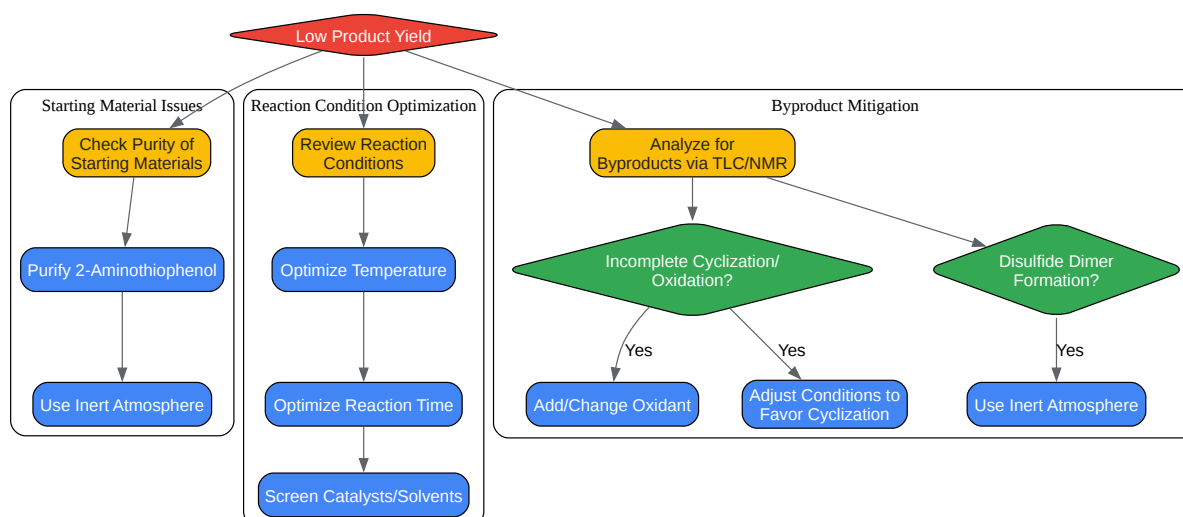 Low Product Yield
Starting Material Issues
Check Purity of
Starting Materials
Purify 2-Aminothiophenol
Use Inert Atmosphere
Reaction Condition Optimization
Review Reaction
Conditions
Optimize Temperature
Optimize Reaction Time
Screen Catalysts/Solvents
Byproduct Mitigation
Analyze for
Byproducts via TLC/NMR
Incomplete Cyclization/
Oxidation?
Yes
Add/Change Oxidant
Yes
Adjust Conditions to
Favor Cyclization
Disulfide Dimer
Formation?
Yes
Use Inert Atmosphere